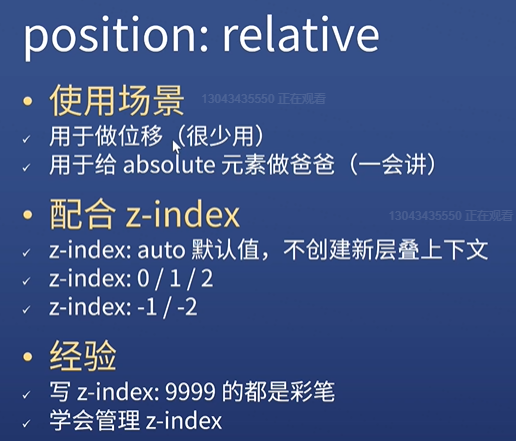 position: relative
• 使用场景
13043435550 正在观看
✓ 用于做位移（很少用）
✓ 用于给 absolute 元素做爸爸（一会讲）
• 配合 z-index
13043435550 正在观看
✓ z-index: auto 默认值，不创建新层叠上下文
✓ z-index: 0 / 1 / 2
✓ z-index: -1 / -2
• 经验
✓ 写 z-index: 9999 的都是彩笔
✓ 学会管理 z-index